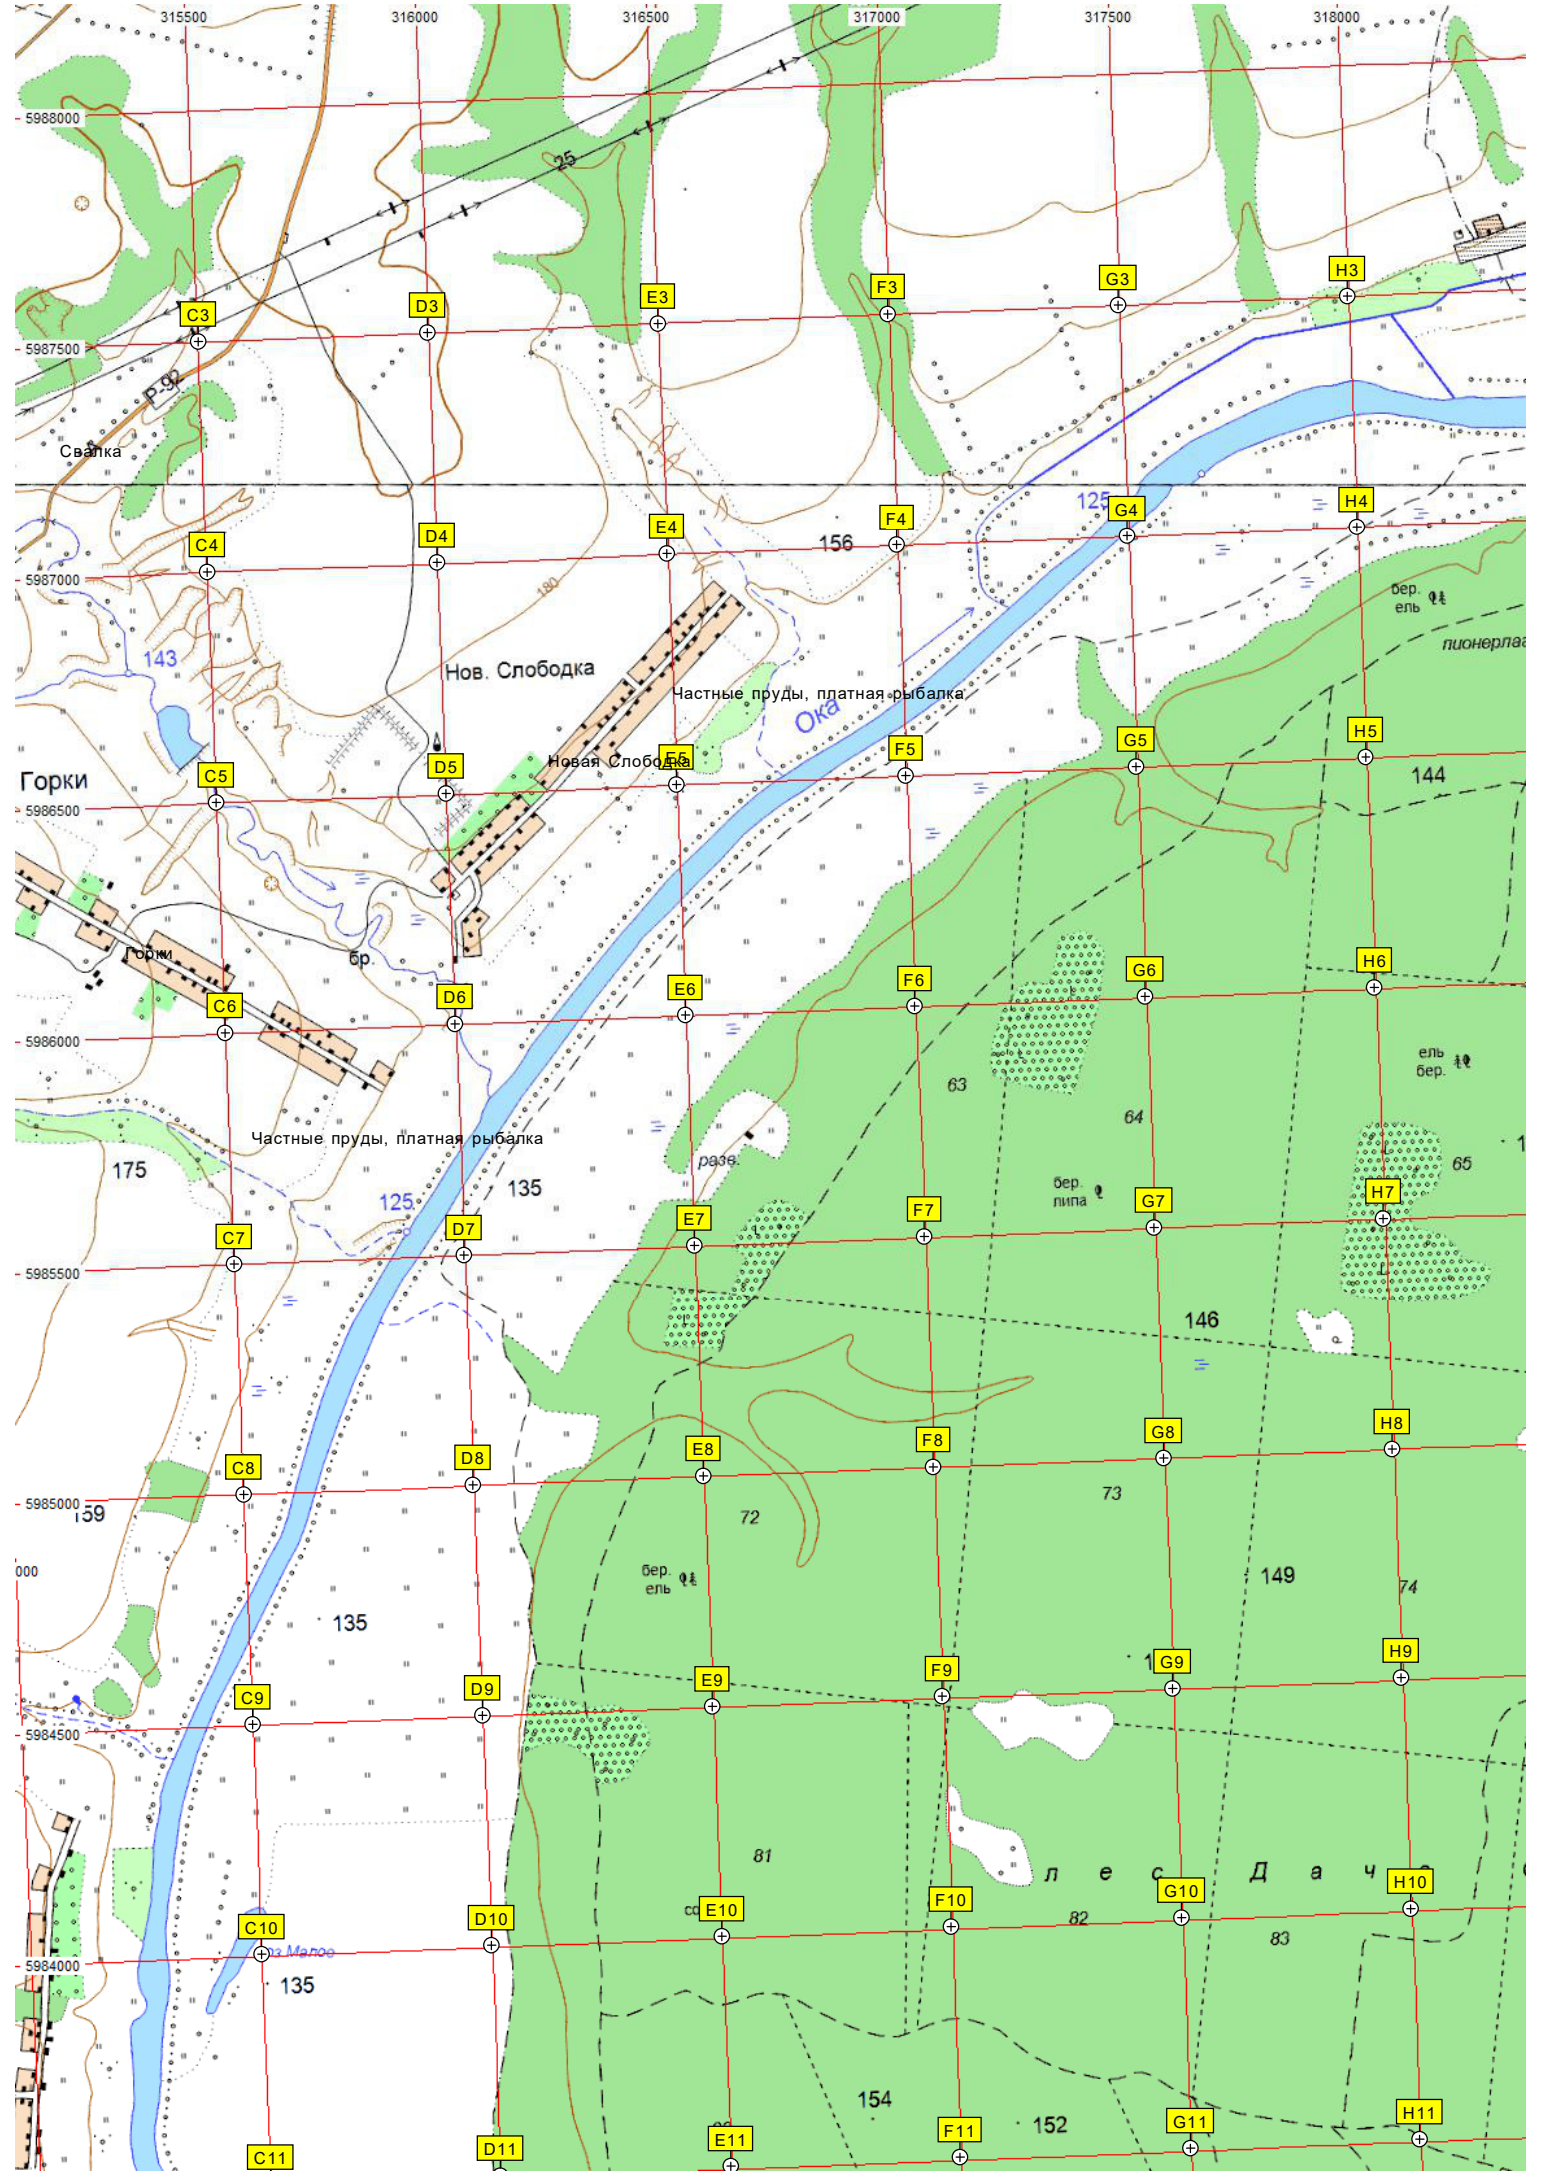 315500 316000 316500 317000 317500 318000
5988000
25
H3
G3
F3
E3
D3
C3
5987500
Р-92
Свалка
125
H4
G4
F4
E4
D4
C4
156
5987000
180
бер.
ель
пионерлаг
143
Нов. Слободка
Частные пруды, платная рыбалка
Ока
H5
G5
F5
Новая Слободка
E5
D5
C5
144
Горки
5986500
Горки
бр.
H6
G6
F6
E6
D6
C6
5986000
ель
бер.
63
64
65
Частные пруды, платная рыбалка
175
разв.
135
125
бер.
липа
H7
G7
F7
E7
D7
C7
5985500
146
H8
G8
F8
E8
D8
C8
5985000
159
72
73
000
бер.
ель
149
74
135
H9
G9
F9
E9
D9
C9
5984500
81
лес Дач
H10
G10
F10
E10
D10
C10
82
83
оз.Малое
5984000
135
154
152
H11
G11
F11
E11
D11
C11